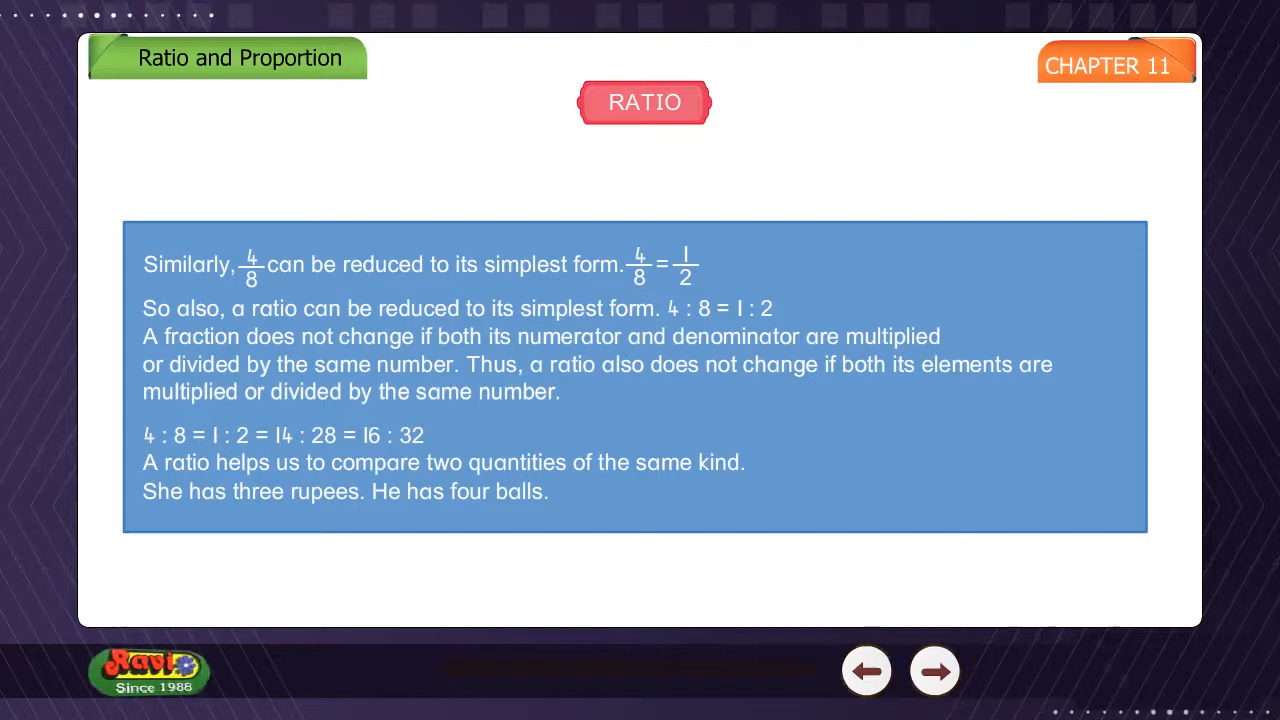 Ratio and Proportion
CHAPTER 11
RATIO
Similarly, 4/8 can be reduced to its simplest form. 4/8 = 1/2
So also, a ratio can be reduced to its simplest form. 4 : 8 = 1 : 2
A fraction does not change if both its numerator and denominator are multiplied
or divided by the same number. Thus, a ratio also does not change if both its elements are
multiplied or divided by the same number.
4 : 8 = 1 : 2 = 14 : 28 = 16 : 32
A ratio helps us to compare two quantities of the same kind.
She has three rupees. He has four balls.
Ravi
Since 1988